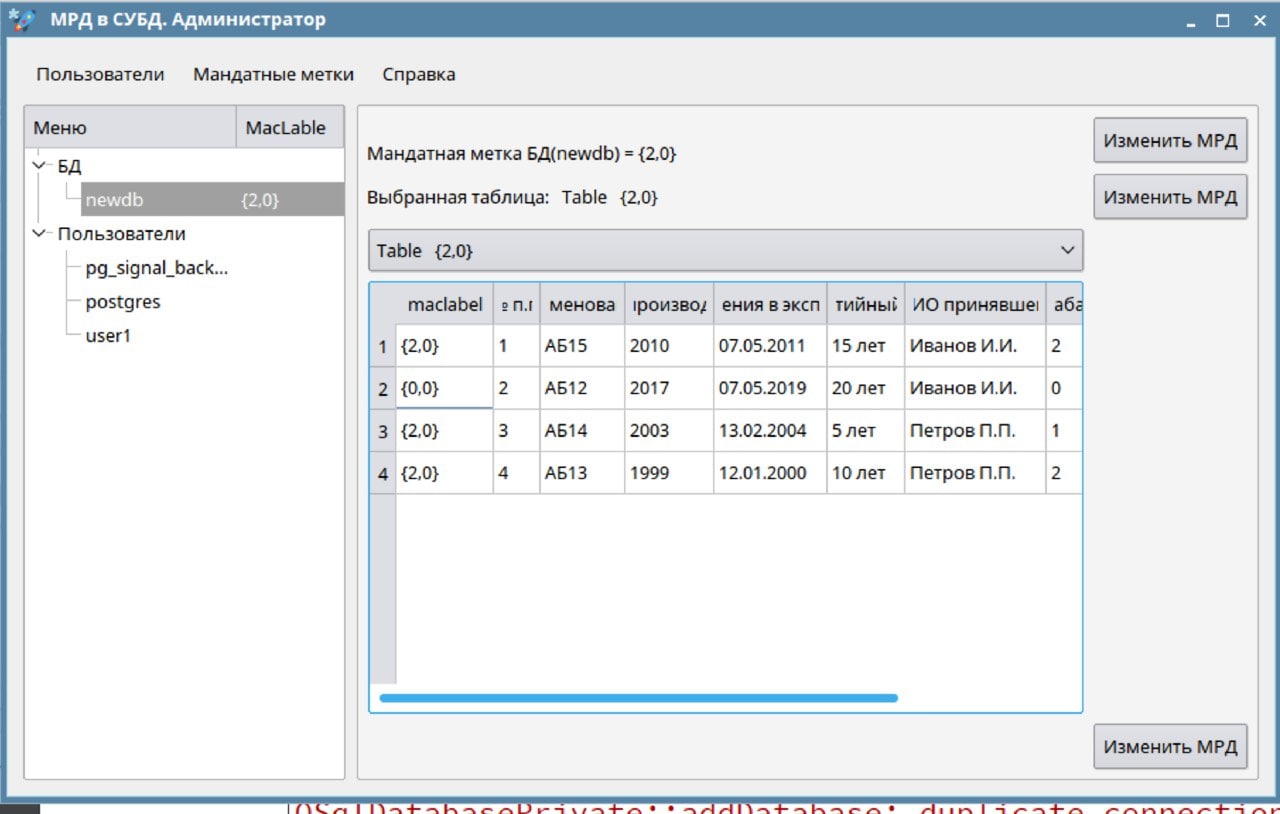 МРД в СУБД. Администратор
Пользователи Мандатные метки Справка
Меню MacLable
БД
newdb {2,0}
Пользователи
pg_signal_back...
postgres
user1
Мандатная метка БД(newdb) = {2,0}
Изменить МРД
Выбранная таблица: Table {2,0}
Изменить МРД
Table {2,0}
maclabel № п.п менова производ ения в эксп тийный ИО принявшег аба
1 {2,0} 1 АБ15 2010 07.05.2011 15 лет Иванов И.И. 2
2 {0,0} 2 АБ12 2017 07.05.2019 20 лет Иванов И.И. 0
3 {2,0} 3 АБ14 2003 13.02.2004 5 лет Петров П.П. 1
4 {2,0} 4 АБ13 1999 12.01.2000 10 лет Петров П.П. 2
Изменить МРД
QSqlDatabasePrivate::addDatabase: duplicate connection